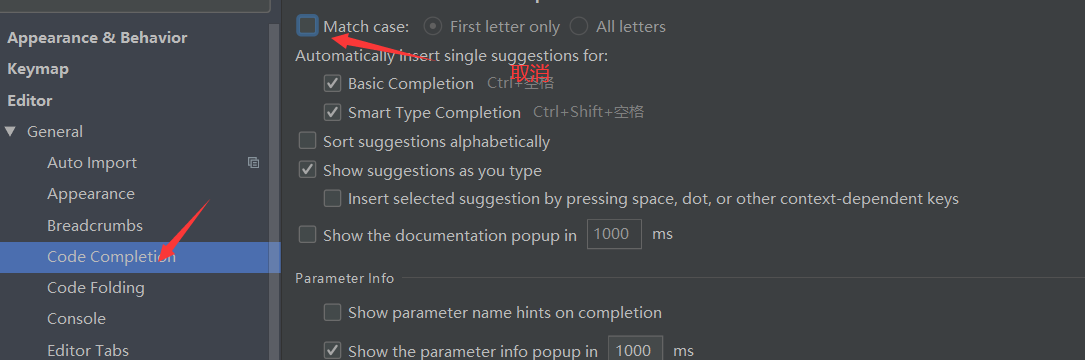 Appearance & Behavior
Keymap
Editor
General
Auto Import
Appearance
Breadcrumbs
Code Completion
Code Folding
Console
Editor Tabs
Match case: First letter only All letters
Automatically insert single suggestions for:
取消
Basic Completion Ctrl+空格
Smart Type Completion Ctrl+Shift+空格
Sort suggestions alphabetically
Show suggestions as you type
Insert selected suggestion by pressing space, dot, or other context-dependent keys
Show the documentation popup in 1000 ms
Parameter Info
Show parameter name hints on completion
Show the parameter info popup in 1000 ms